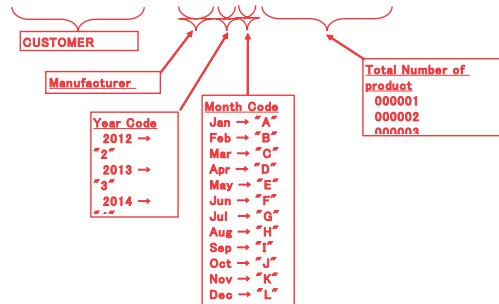 CUSTOMER
Manufacturer
Year Code
2012 →
"2"
2013 →
"3"
2014 →
Month Code
Jan → "A"
Feb → "B"
Mar → "C"
Apr → "D"
May → "E"
Jun → "F"
Jul → "G"
Aug → "H"
Sep → "I"
Oct → "J"
Nov → "K"
Dec → "L"
Total Number of
product
000001
000002
000003